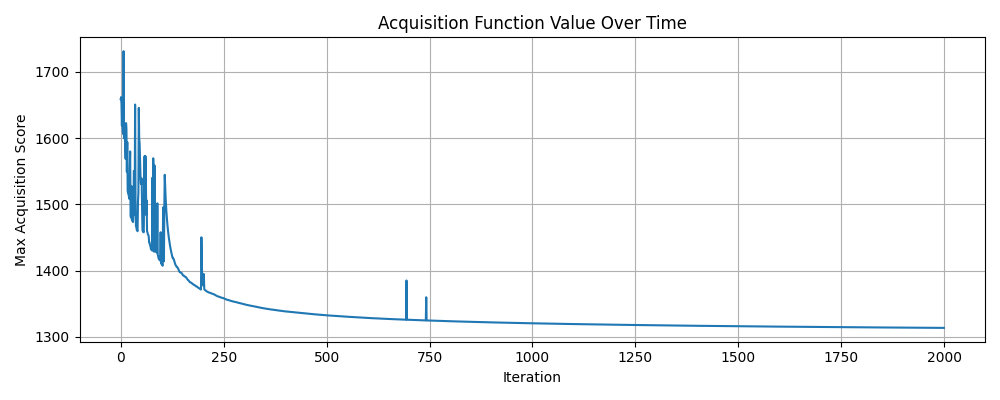 Acquisition Function Value Over Time
Max Acquisition Score
1700
1600
1500
1400
1300
0 250 500 750 1000 1250 1500 1750 2000
Iteration